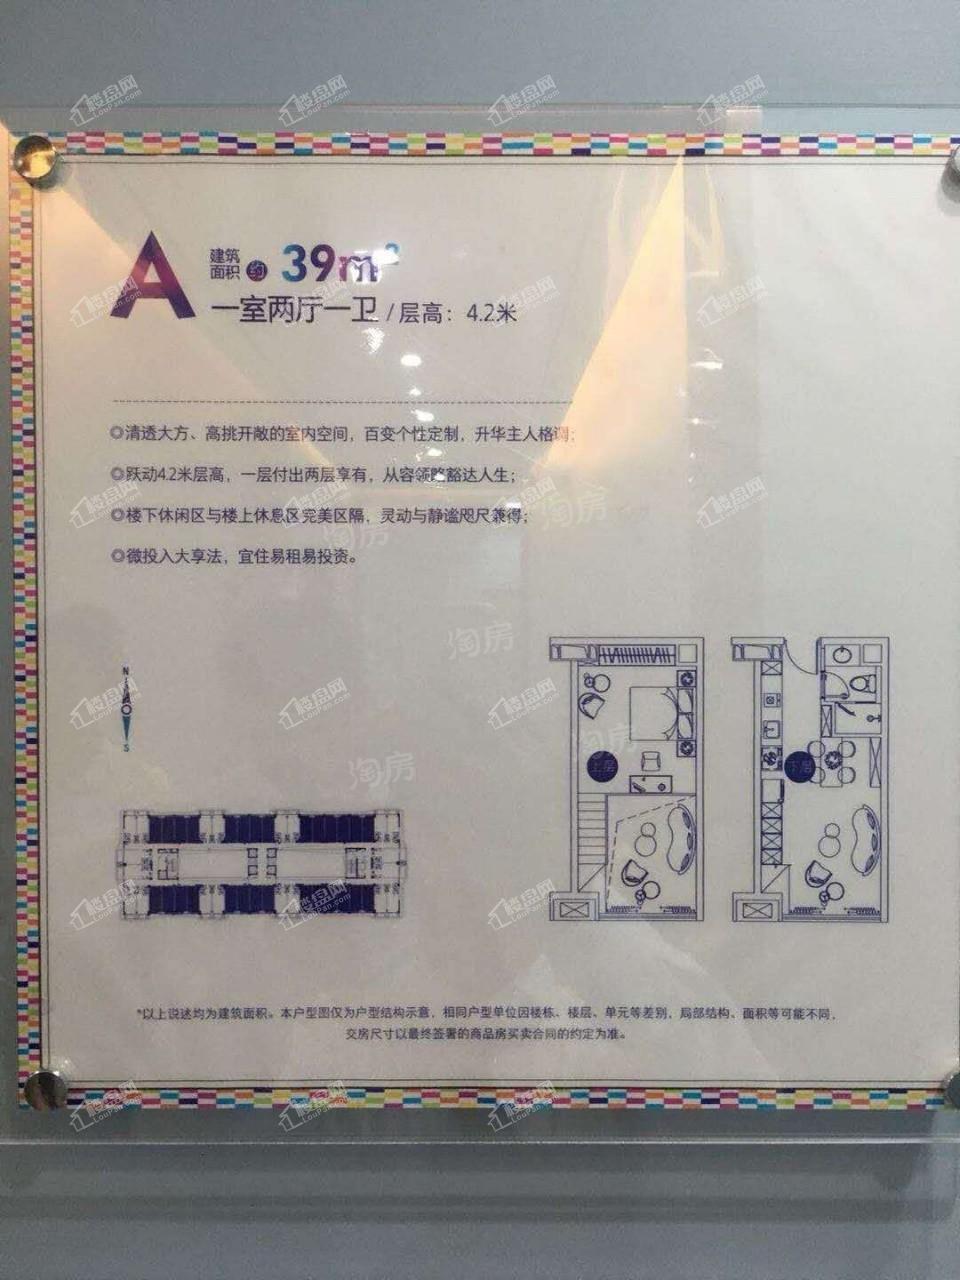 A
建筑
面积
约
39m²
一室两厅一卫 / 层高：4.2米
◎清透大方、高挑开敞的室内空间，百变个性定制，升华主人格调；
◎跃动4.2米层高，一层付出两层享有，从容领略豁达人生；
◎楼下休闲区与楼上休息区完美区隔，灵动与静谧咫尺兼得；
◎微投入大享法，宜住易租易投资。
N
S
上层
下层
*以上说述均为建筑面积。本户型图仅为户型结构示意，相同户型单位因楼栋、楼层、单元等差别，局部结构、面积等可能不同，
交房尺寸以最终签署的商品房买卖合同的约定为准。
楼盘网
LouPan.com
淘房